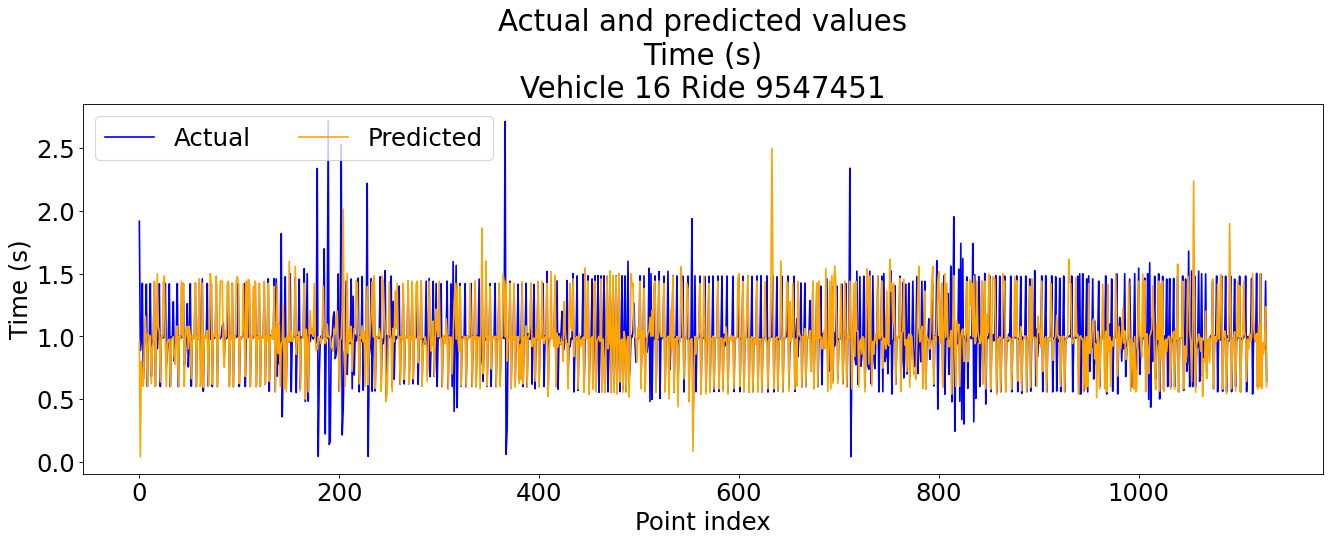 Actual and predicted values
Time (s)
Vehicle 16 Ride 9547451
Actual
Predicted
Time (s)
2.5
2.0
1.5
1.0
0.5
0.0
0
200
400
600
800
1000
Point index